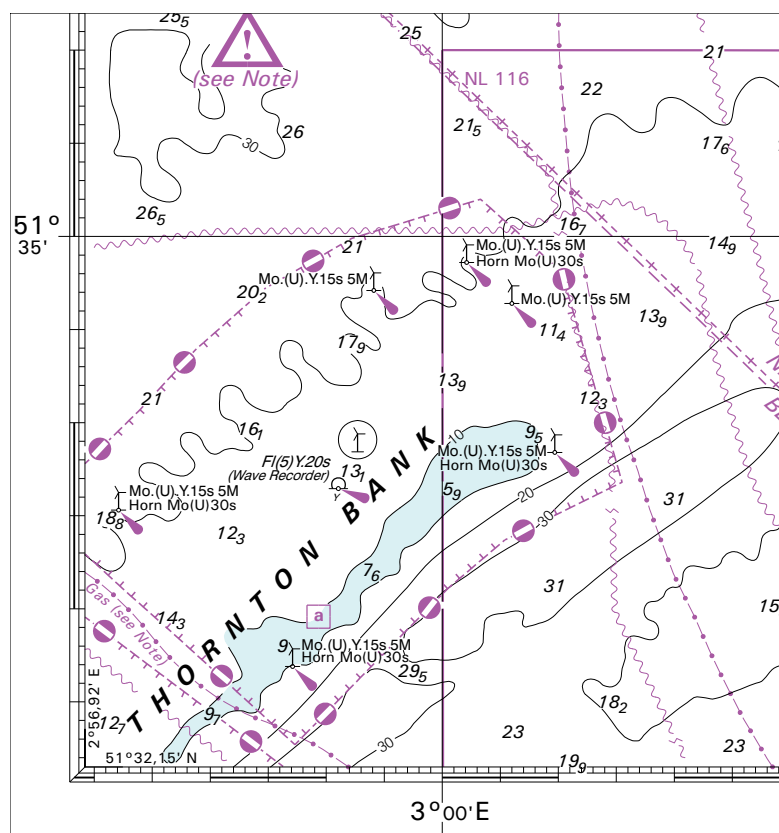 25₅
!
(see Note)
25
21
NL 116
22
26
30
21₅
17₆
26₅
51°
35'
16₇
21
14₉
Mo.(U).Y.15s 5M
Horn Mo(U)30s
Mo.(U).Y.15s 5M
Mo.(U).Y.15s 5M
20₂
13₉
11₄
17₉
13₉
21
12₃
N
B
16₁
10
9₅
Mo.(U).Y.15s 5M
Horn Mo(U)30s
Fl(5)Y.20s
(Wave Recorder)
13₁
5₉
20
31
Mo.(U).Y.15s 5M
Horn Mo(U)30s
18₈
12₃
30
THORNTON BANK
7₆
31
14₃
a
15
Gas (see Note)
9
Mo.(U).Y.15s 5M
Horn Mo(U)30s
29₅
18₂
2°56,92' E
12₇
9₇
23
23
30
51°32,15' N
19₉
3°00'E